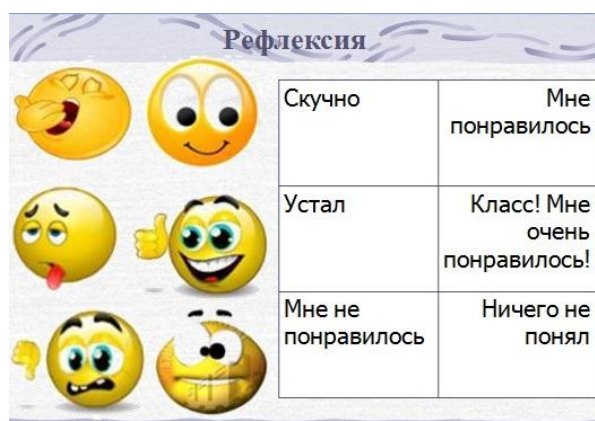 Рефлексия
Скучно
Мне
понравилось
Устал
Класс! Мне
очень
понравилось!
Мне не
понравилось
Ничего не
понял